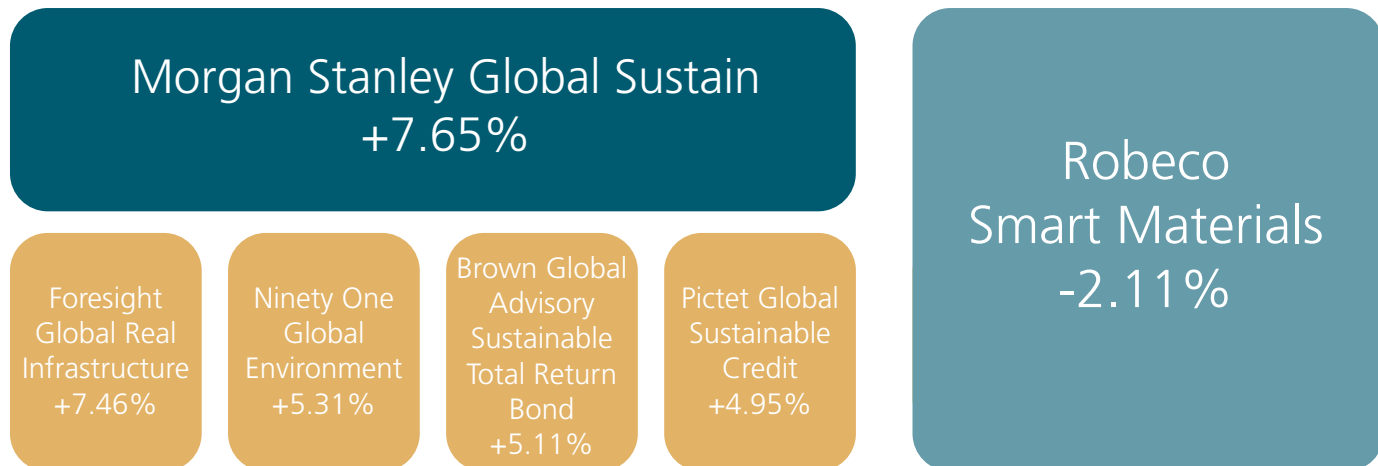 Morgan Stanley Global Sustain
+7.65%
Foresight
Global Real
Infrastructure
+7.46%
Ninety One
Global
Environment
+5.31%
Brown Global
Advisory
Sustainable
Total Return
Bond
+5.11%
Pictet Global
Sustainable
Credit
+4.95%
Robeco
Smart Materials
-2.11%